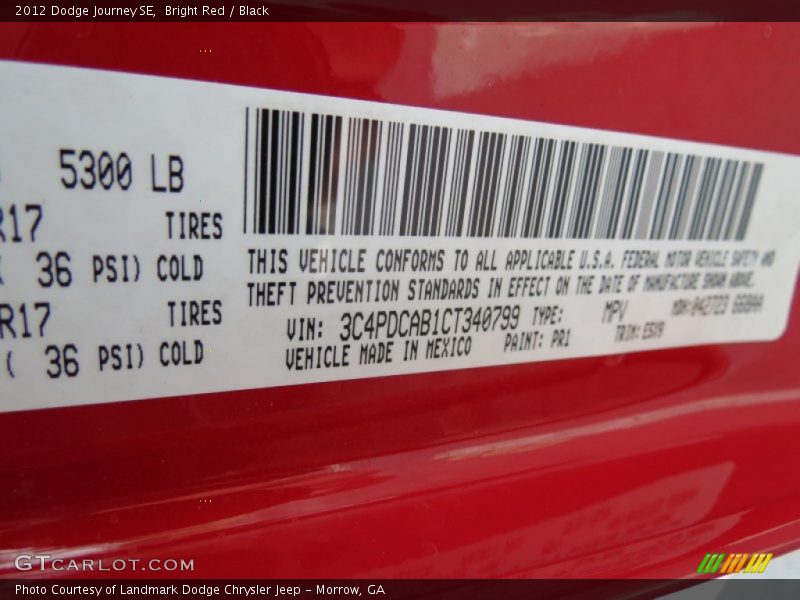 2012 Dodge Journey SE,  Bright Red / Black
5300 LB
R17 TIRES
36 PSI) COLD
R17 TIRES
( 36 PSI) COLD
THIS VEHICLE CONFORMS TO ALL APPLICABLE U.S.A. FEDERAL MOTOR VEHICLE SAFETY AND
THEFT PREVENTION STANDARDS IN EFFECT ON THE DATE OF MANUFACTURE SHOWN ABOVE.
VIN: 3C4PDCAB1CT340799 TYPE: MPV
VEHICLE MADE IN MEXICO PAINT: PR1 TRIM:
GTCARLOT.COM
Photo Courtesy of Landmark Dodge Chrysler Jeep - Morrow, GA